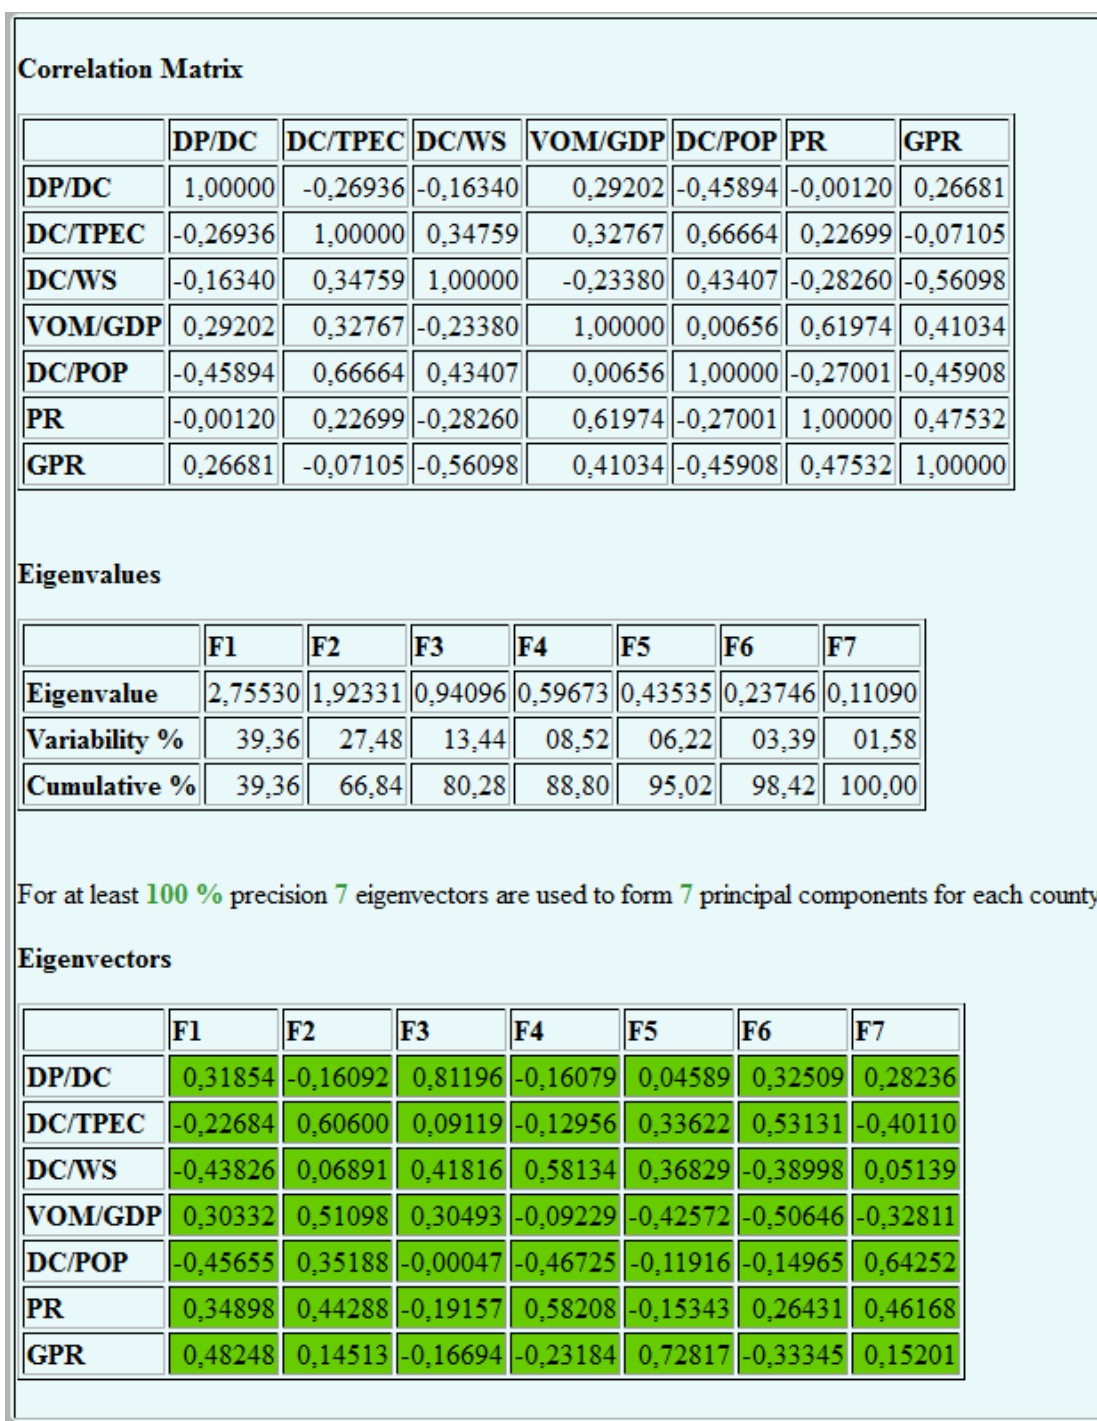 Correlation Matrix
DP/DC DC/TPEC DC/WS VOM/GDP DC/POP PR GPR
DP/DC 1,00000 -0,26936 -0,16340 0,29202 -0,45894 -0,00120 0,26681
DC/TPEC -0,26936 1,00000 0,34759 0,32767 0,66664 0,22699 -0,07105
DC/WS -0,16340 0,34759 1,00000 -0,23380 0,43407 -0,28260 -0,56098
VOM/GDP 0,29202 0,32767 -0,23380 1,00000 0,00656 0,61974 0,41034
DC/POP -0,45894 0,66664 0,43407 0,00656 1,00000 -0,27001 -0,45908
PR -0,00120 0,22699 -0,28260 0,61974 -0,27001 1,00000 0,47532
GPR 0,26681 -0,07105 -0,56098 0,41034 -0,45908 0,47532 1,00000
Eigenvalues
F1 F2 F3 F4 F5 F6 F7
Eigenvalue 2,75530 1,92331 0,94096 0,59673 0,43535 0,23746 0,11090
Variability % 39,36 27,48 13,44 08,52 06,22 03,39 01,58
Cumulative % 39,36 66,84 80,28 88,80 95,02 98,42 100,00
For at least 100 % precision 7 eigenvectors are used to form 7 principal components for each county
Eigenvectors
F1 F2 F3 F4 F5 F6 F7
DP/DC 0,31854 -0,16092 0,81196 -0,16079 0,04589 0,32509 0,28236
DC/TPEC -0,22684 0,60600 0,09119 -0,12956 0,33622 0,53131 -0,40110
DC/WS -0,43826 0,06891 0,41816 0,58134 0,36829 -0,38998 0,05139
VOM/GDP 0,30332 0,51098 0,30493 -0,09229 -0,42572 -0,50646 -0,32811
DC/POP -0,45655 0,35188 -0,00047 -0,46725 -0,11916 -0,14965 0,64252
PR 0,34898 0,44288 -0,19157 0,58208 -0,15343 0,26431 0,46168
GPR 0,48248 0,14513 -0,16694 -0,23184 0,72817 -0,33345 0,15201